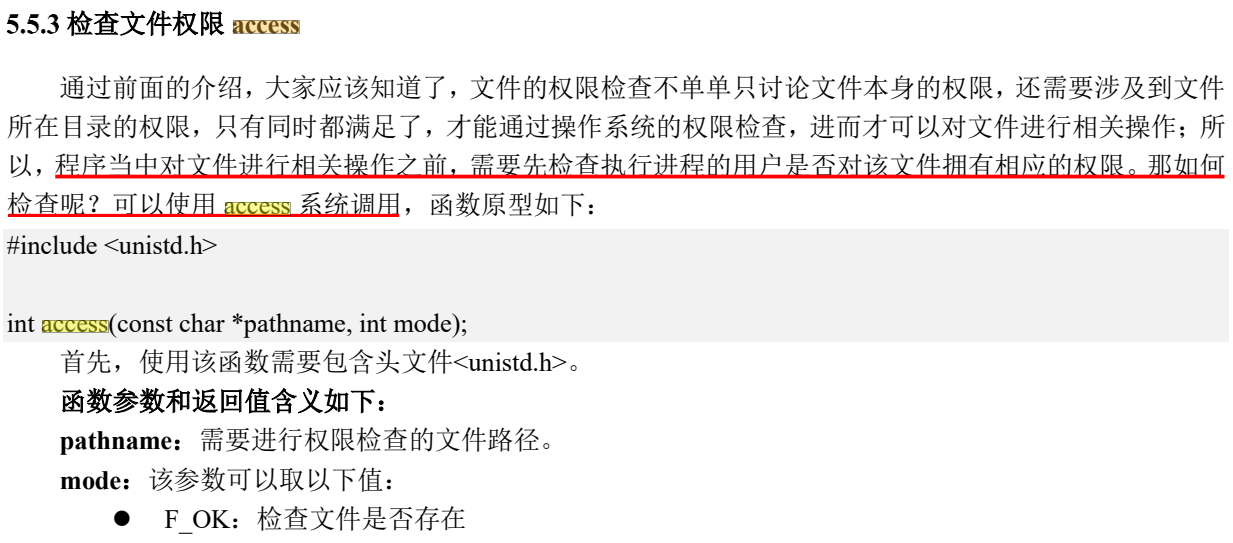 5.5.3 检查文件权限 access
通过前面的介绍，大家应该知道了，文件的权限检查不单单只讨论文件本身的权限，还需要涉及到文件
所在目录的权限，只有同时都满足了，才能通过操作系统的权限检查，进而才可以对文件进行相关操作；所
以，程序当中对文件进行相关操作之前，需要先检查执行进程的用户是否对该文件拥有相应的权限。那如何
检查呢？可以使用 access 系统调用，函数原型如下：
#include <unistd.h>
int access(const char *pathname, int mode);
首先，使用该函数需要包含头文件<unistd.h>。
函数参数和返回值含义如下：
pathname：需要进行权限检查的文件路径。
mode：该参数可以取以下值：
● F_OK：检查文件是否存在